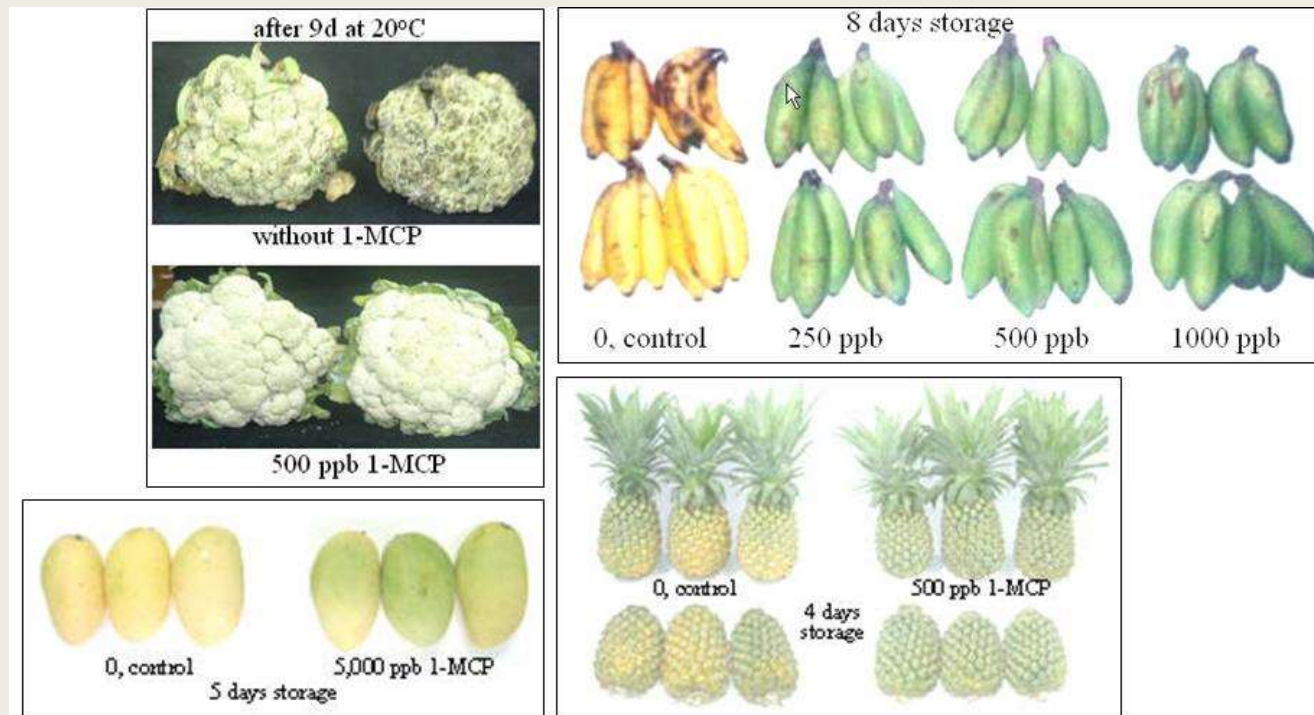 after 9d at 20°C
without 1-MCP
500 ppb 1-MCP
8 days storage
0, control 250 ppb 500 ppb 1000 ppb
0, control 5,000 ppb 1-MCP
5 days storage
0, control 500 ppb 1-MCP
4 days
storage